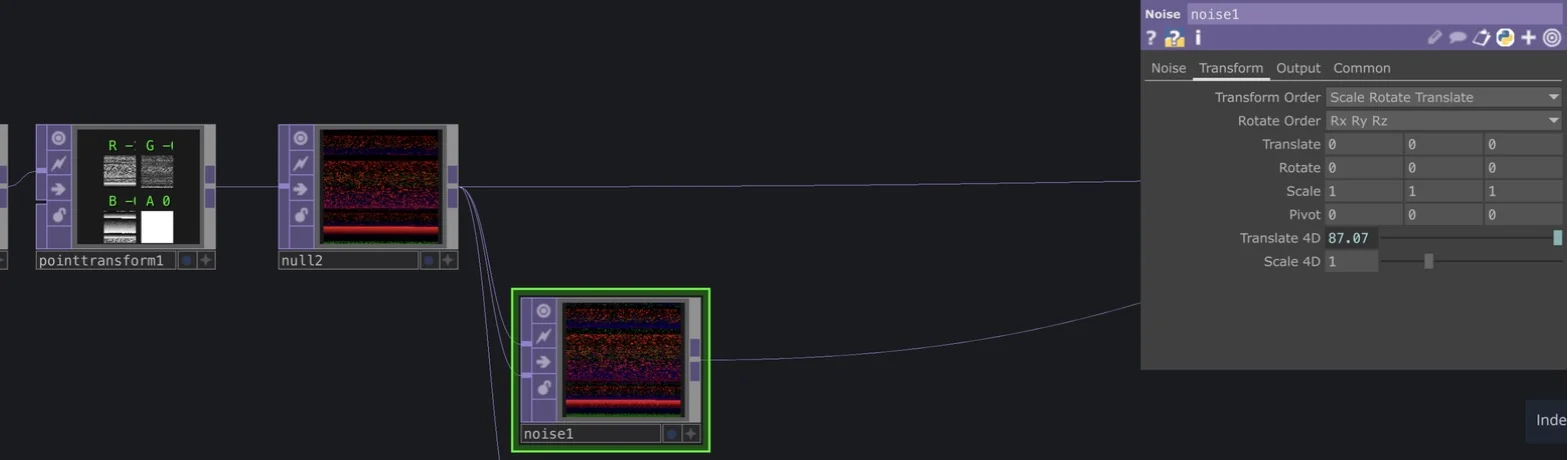 Noise noise1
? ? i
Noise Transform Output Common
Transform Order Scale Rotate Translate
Rotate Order Rx Ry Rz
Translate 0 0 0
Rotate 0 0 0
Scale 1 1 1
Pivot 0 0 0
Translate 4D 87.07
Scale 4D 1
R - G -
B - A 0
pointtransform1
null2
noise1
Inde